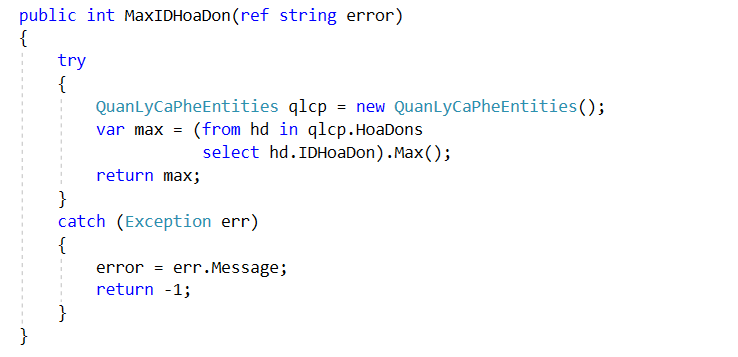 public int MaxIDHoaDon(ref string error)
{
    try
    {
        QuanLyCaPheEntities qlcp = new QuanLyCaPheEntities();
        var max = (from hd in qlcp.HoaDons
                   select hd.IDHoaDon).Max();
        return max;
    }
    catch (Exception err)
    {
        error = err.Message;
        return -1;
    }
}